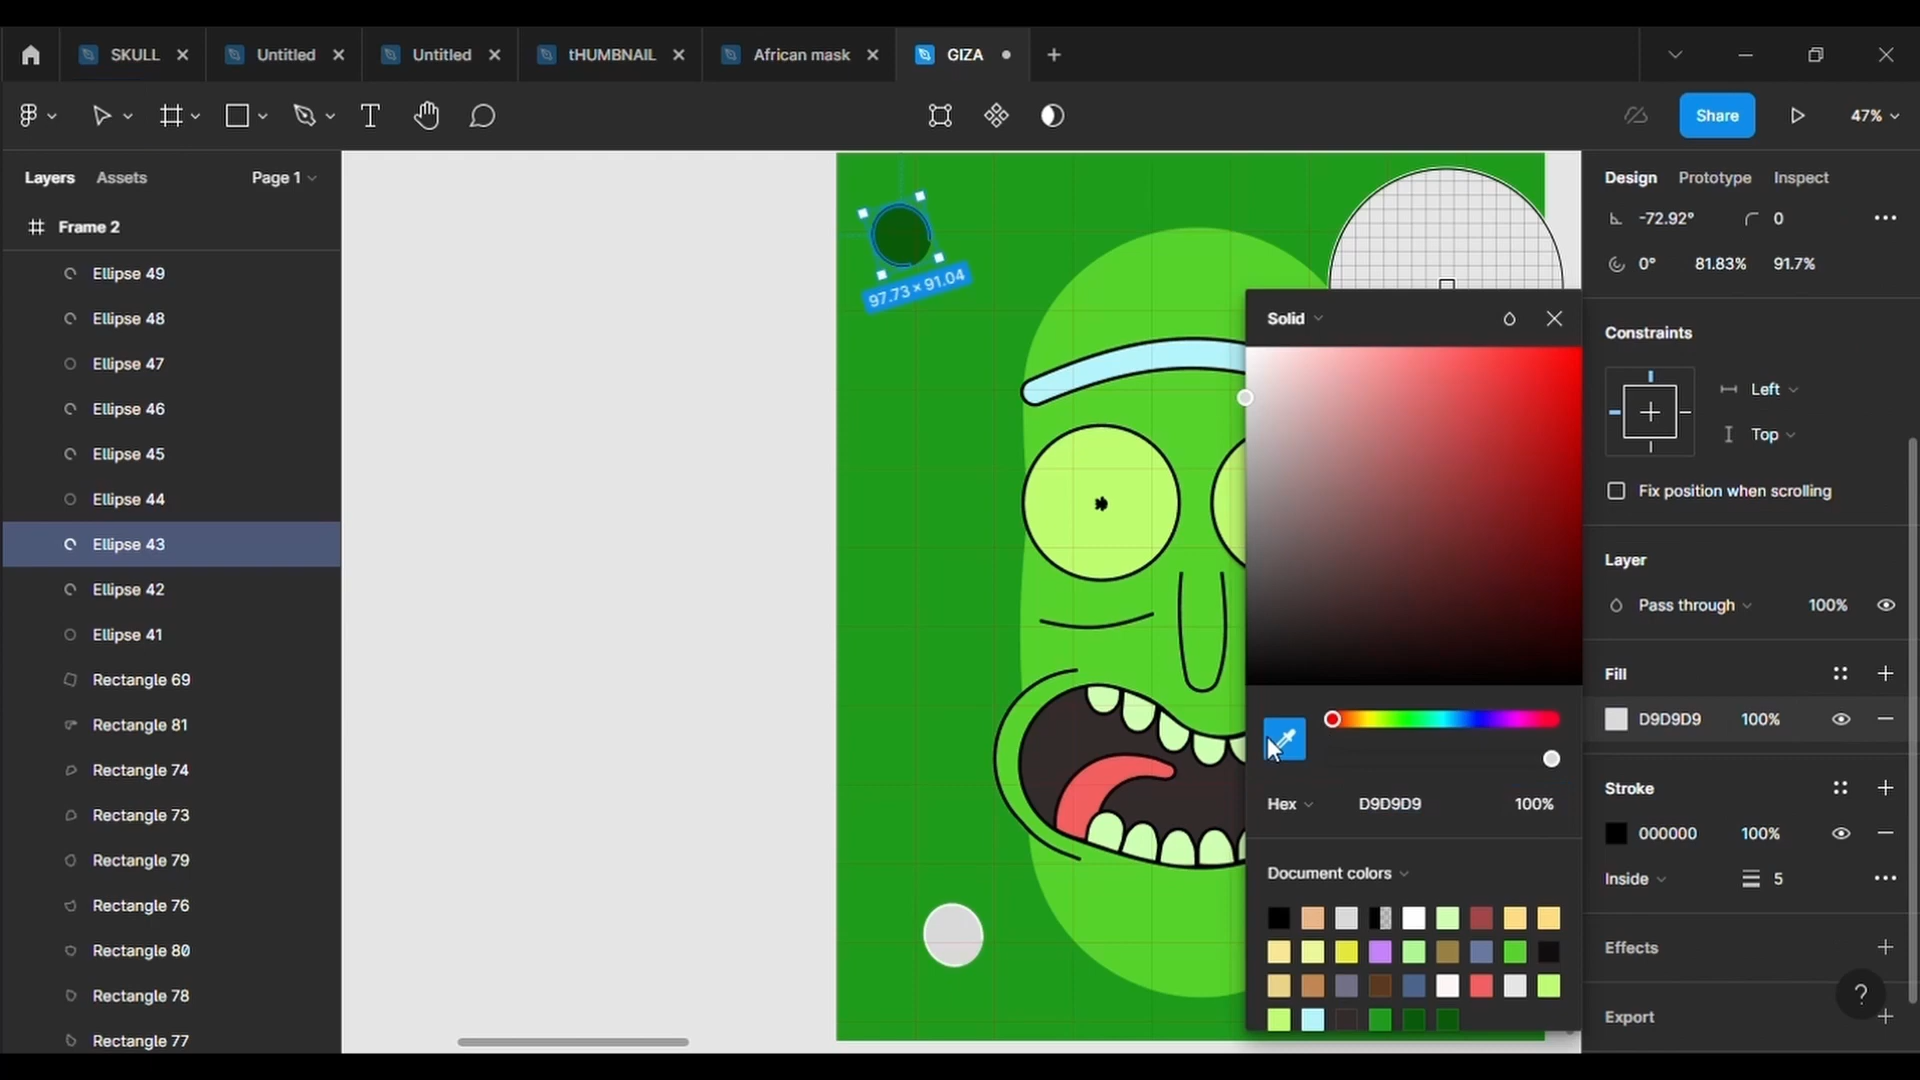 SKULL
Untitled
Untitled
tHUMBNAIL
African mask
GIZA
Share
47%
Layers
Assets
Page 1
Design
Prototype
Inspect
Frame 2
Ellipse 49
Ellipse 48
Ellipse 47
Ellipse 46
Ellipse 45
Ellipse 44
Ellipse 43
Ellipse 42
Ellipse 41
Rectangle 69
Rectangle 81
Rectangle 74
Rectangle 73
Rectangle 79
Rectangle 76
Rectangle 80
Rectangle 78
Rectangle 77
97.73 × 91.04
Solid
Hex
D9D9D9
100%
Document colors
-72.92°
0
0°
81.83%
91.7%
Constraints
Left
Top
Fix position when scrolling
Layer
Pass through
100%
Fill
D9D9D9
100%
Stroke
000000
100%
Inside
5
Effects
Export
?